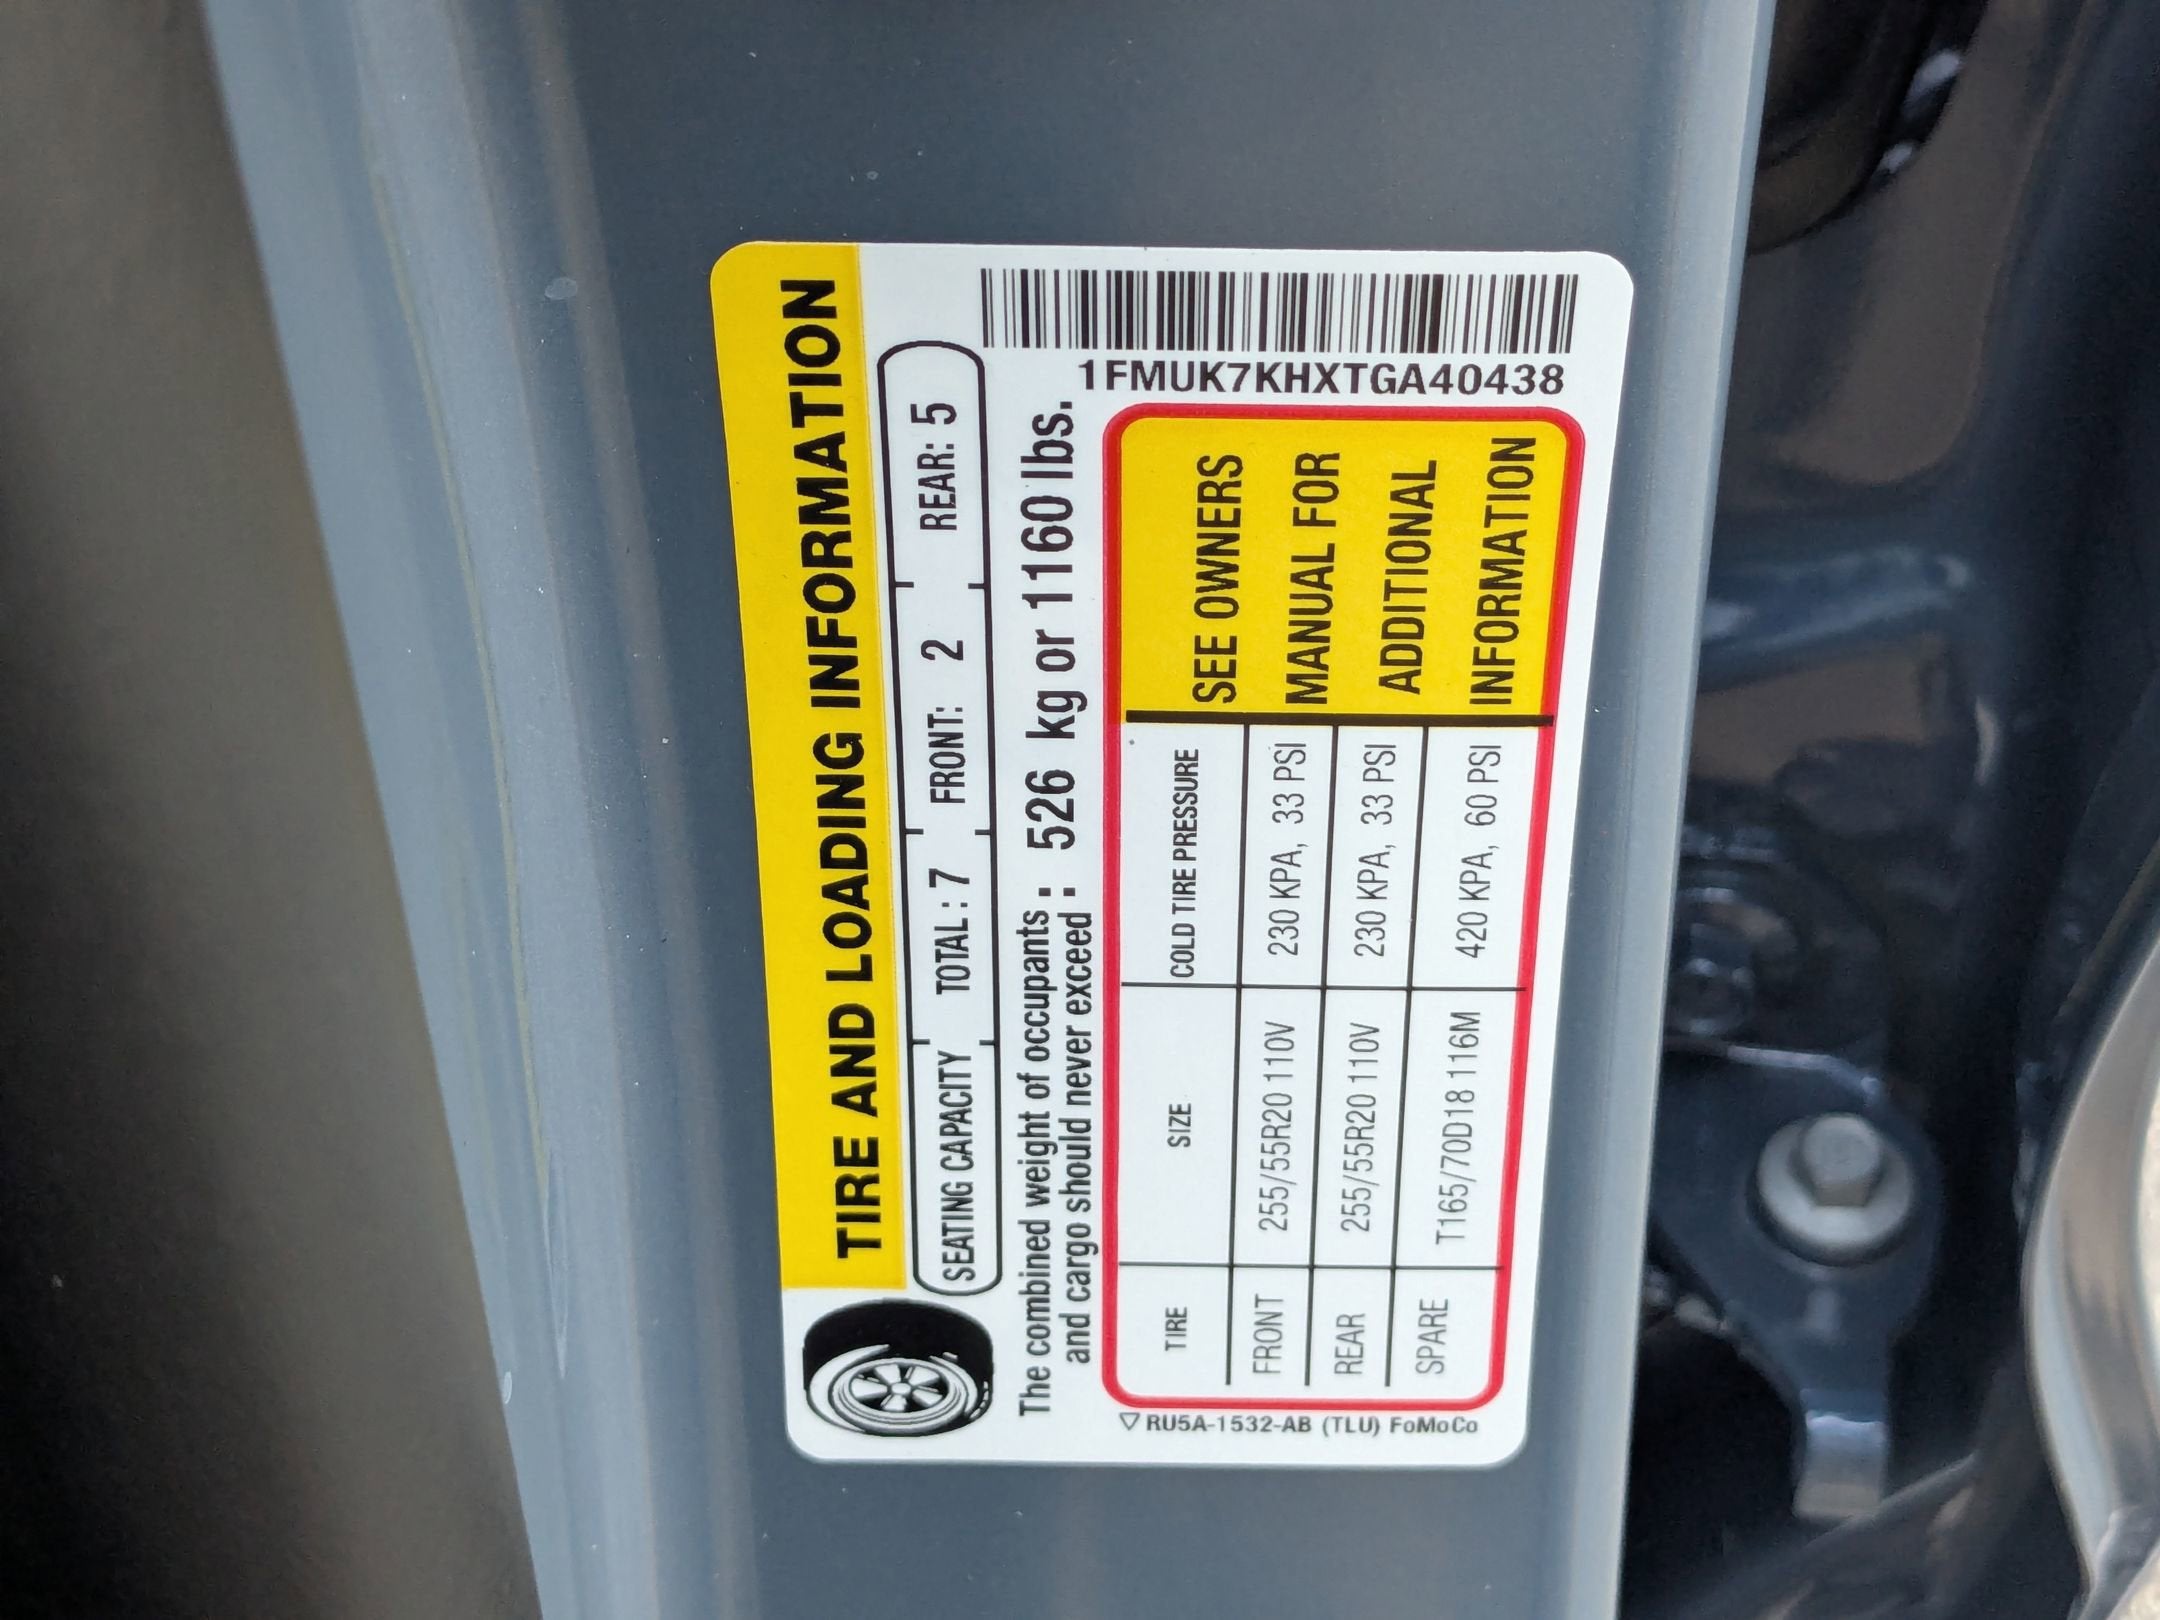 TIRE AND LOADING INFORMATION
SEATING CAPACITY TOTAL : 7 FRONT: 2 REAR: 5
The combined weight of occupants :
and cargo should never exceed : 526 kg or 1160 lbs.
1FMUK7KHXTGA40438
TIRE SIZE COLD TIRE PRESSURE
FRONT 255/55R20 110V 230 KPA, 33 PSI
REAR 255/55R20 110V 230 KPA, 33 PSI
SPARE T165/70D18 116M 420 KPA, 60 PSI
SEE OWNERS
MANUAL FOR
ADDITIONAL
INFORMATION
▽ RU5A-1532-AB (TLU) FoMoCo